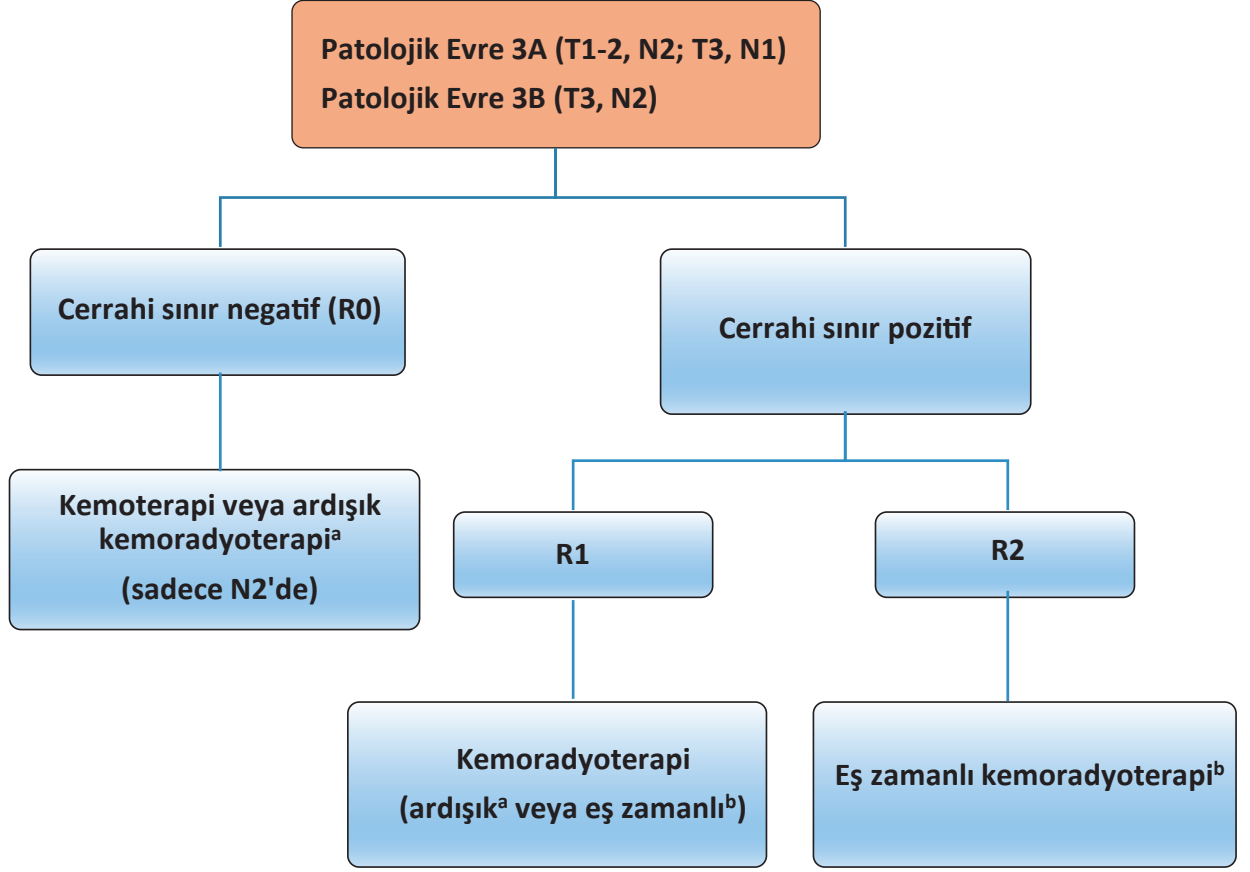 Patolojik Evre 3A (T1-2, N2; T3, N1)
Patolojik Evre 3B (T3, N2)
Cerrahi sınır negatif (R0)
Cerrahi sınır pozitif
Kemoterapi veya ardışık
kemoradyoterapiᵃ
(sadece N2'de)
R1
R2
Kemoradyoterapi
(ardışıkᵃ veya eş zamanlıᵇ)
Eş zamanlı kemoradyoterapiᵇ